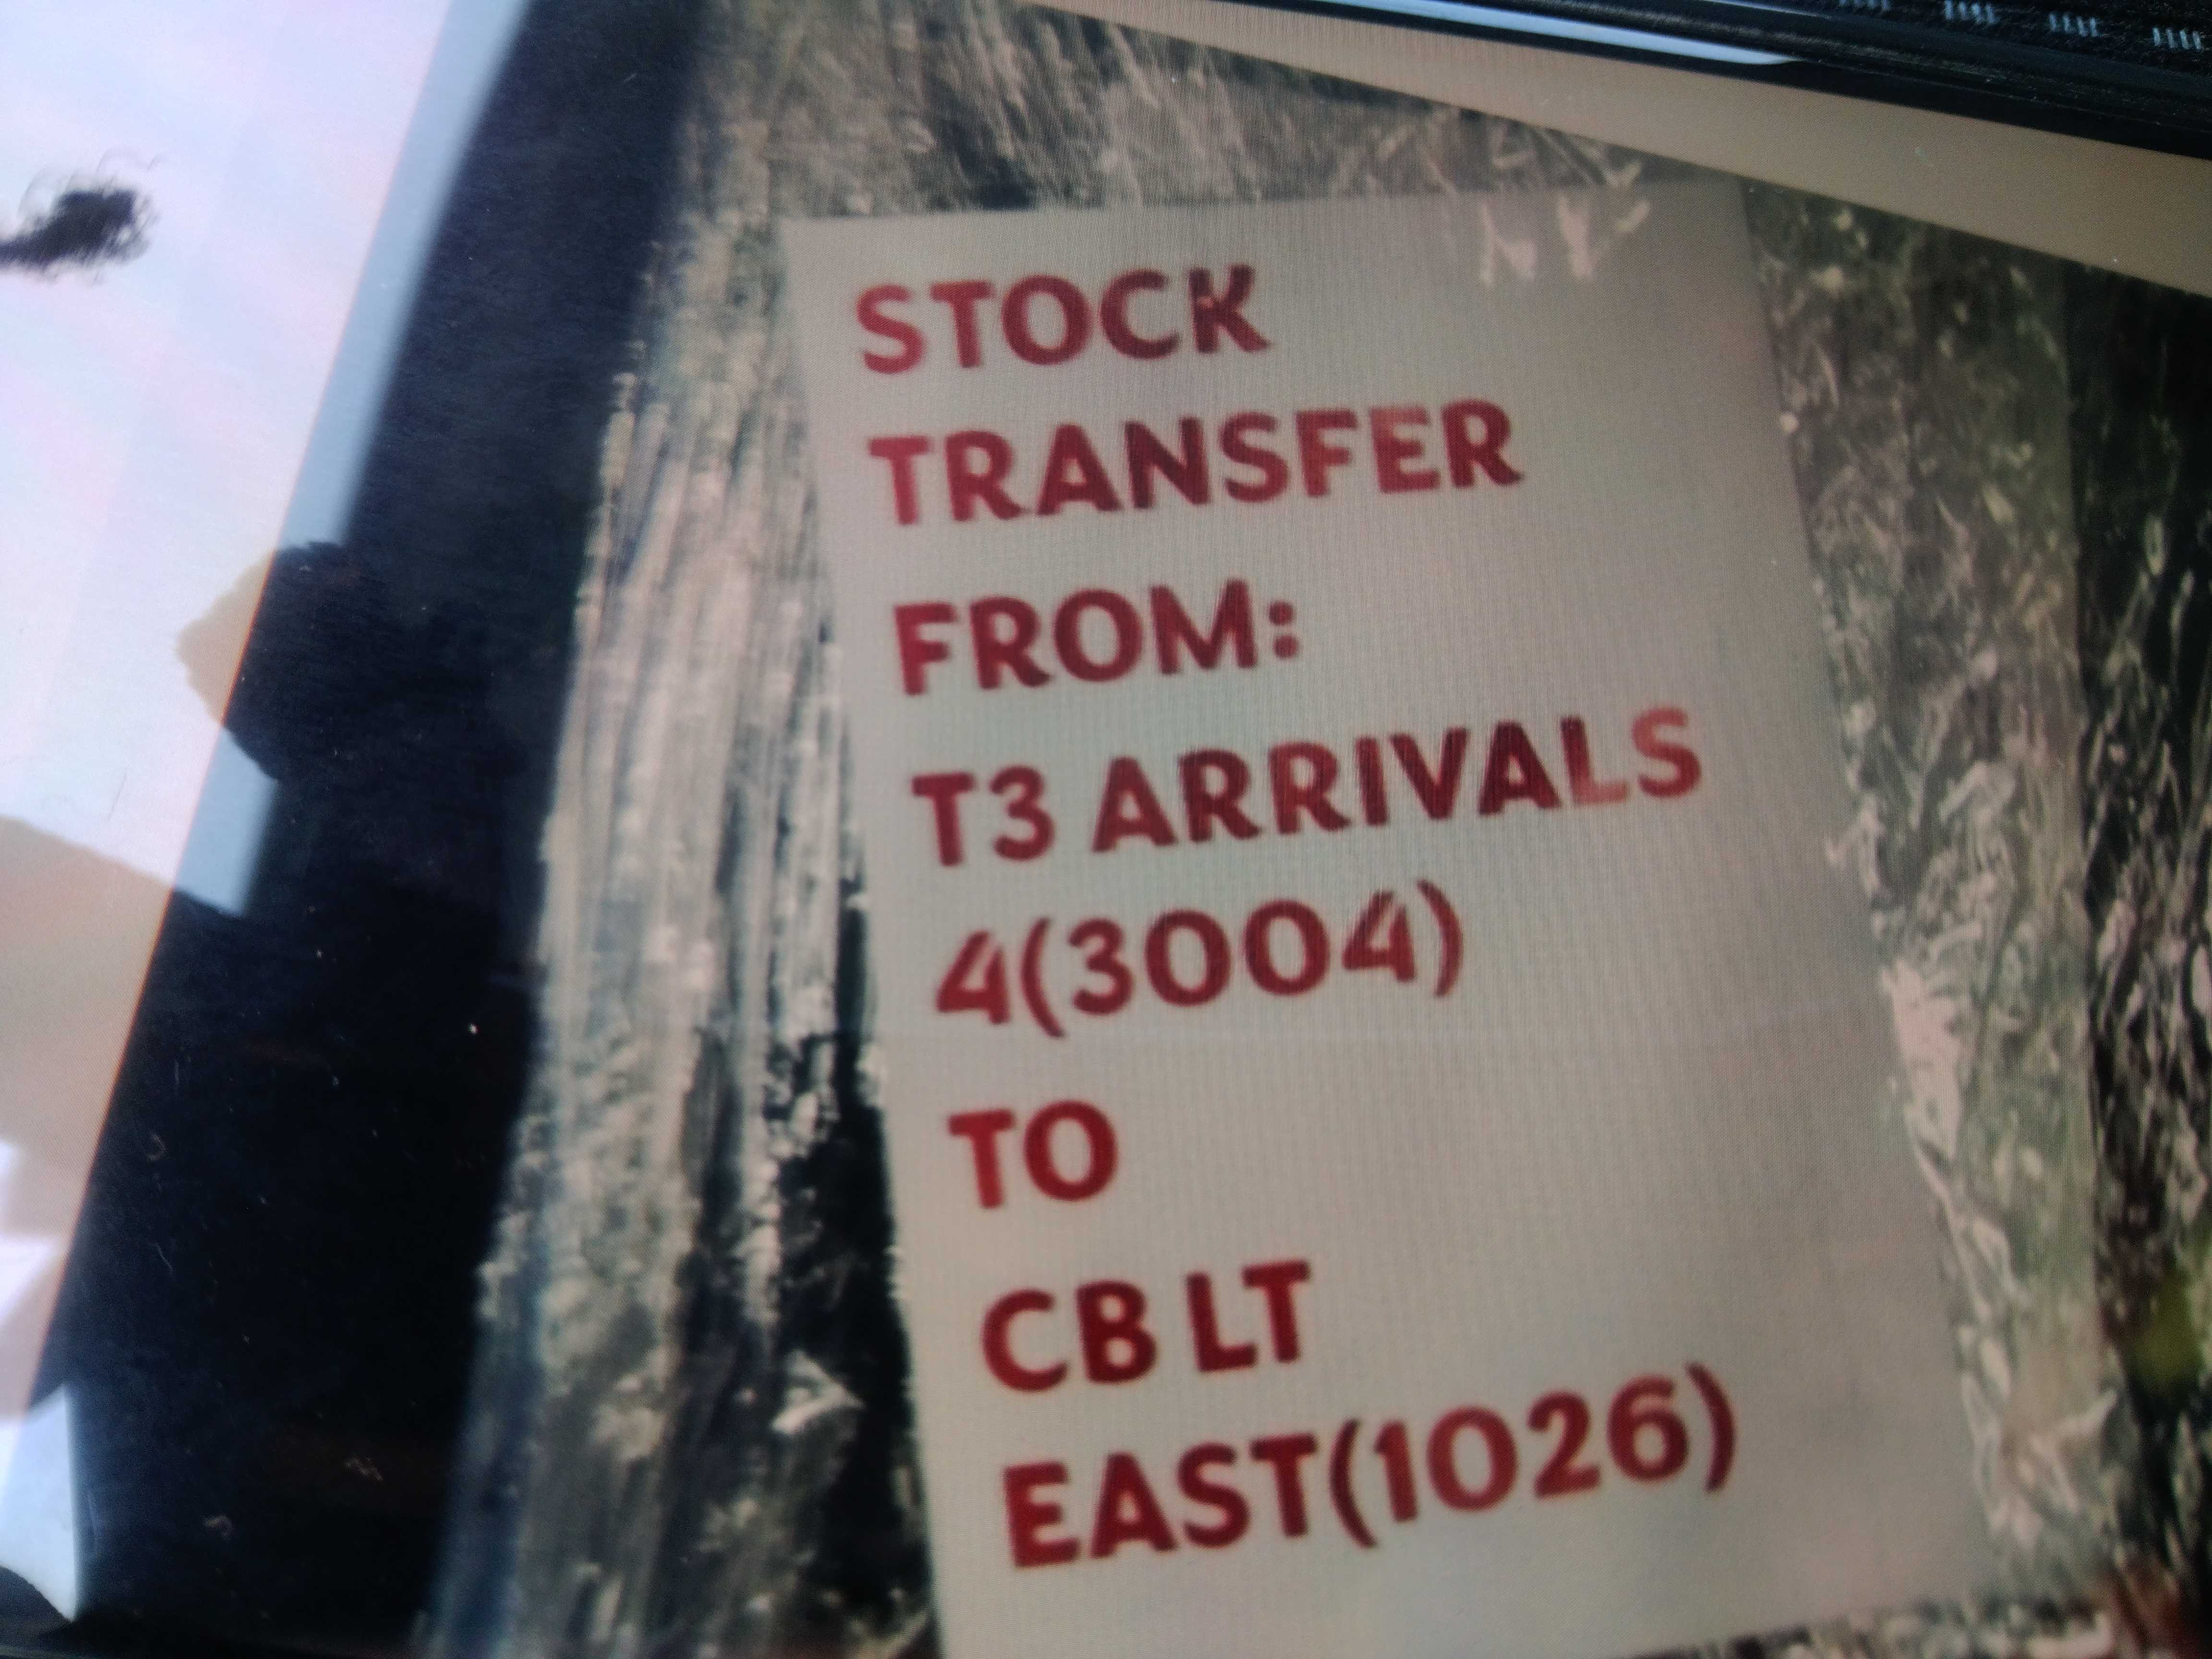 STOCK
TRANSFER
FROM:
T3 ARRIVALS
4(3004)
TO
CB LT
EAST(1026)